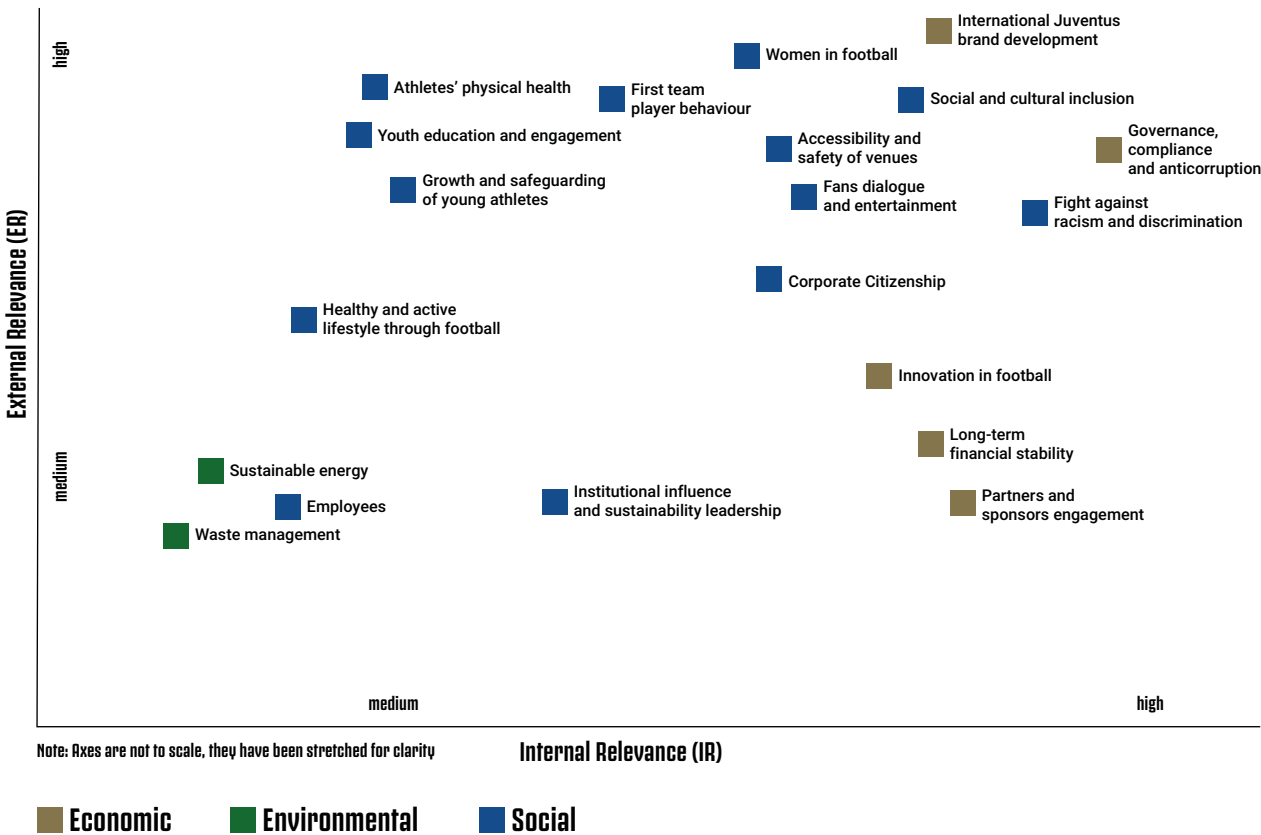 high
International Juventus
brand development
Women in football
Athletes’ physical health
First team
player behaviour
Social and cultural inclusion
Youth education and engagement
Accessibility and
safety of venues
Governance,
compliance
and anticorruption
Growth and safeguarding
of young athletes
Fans dialogue
and entertainment
Fight against
racism and discrimination
External Relevance (ER)
Corporate Citizenship
Healthy and active
lifestyle through football
Innovation in football
Long-term
financial stability
medium
Sustainable energy
Employees
Institutional influence
and sustainability leadership
Partners and
sponsors engagement
Waste management
medium
high
Note: Axes are not to scale, they have been stretched for clarity
Internal Relevance (IR)
Economic
Environmental
Social